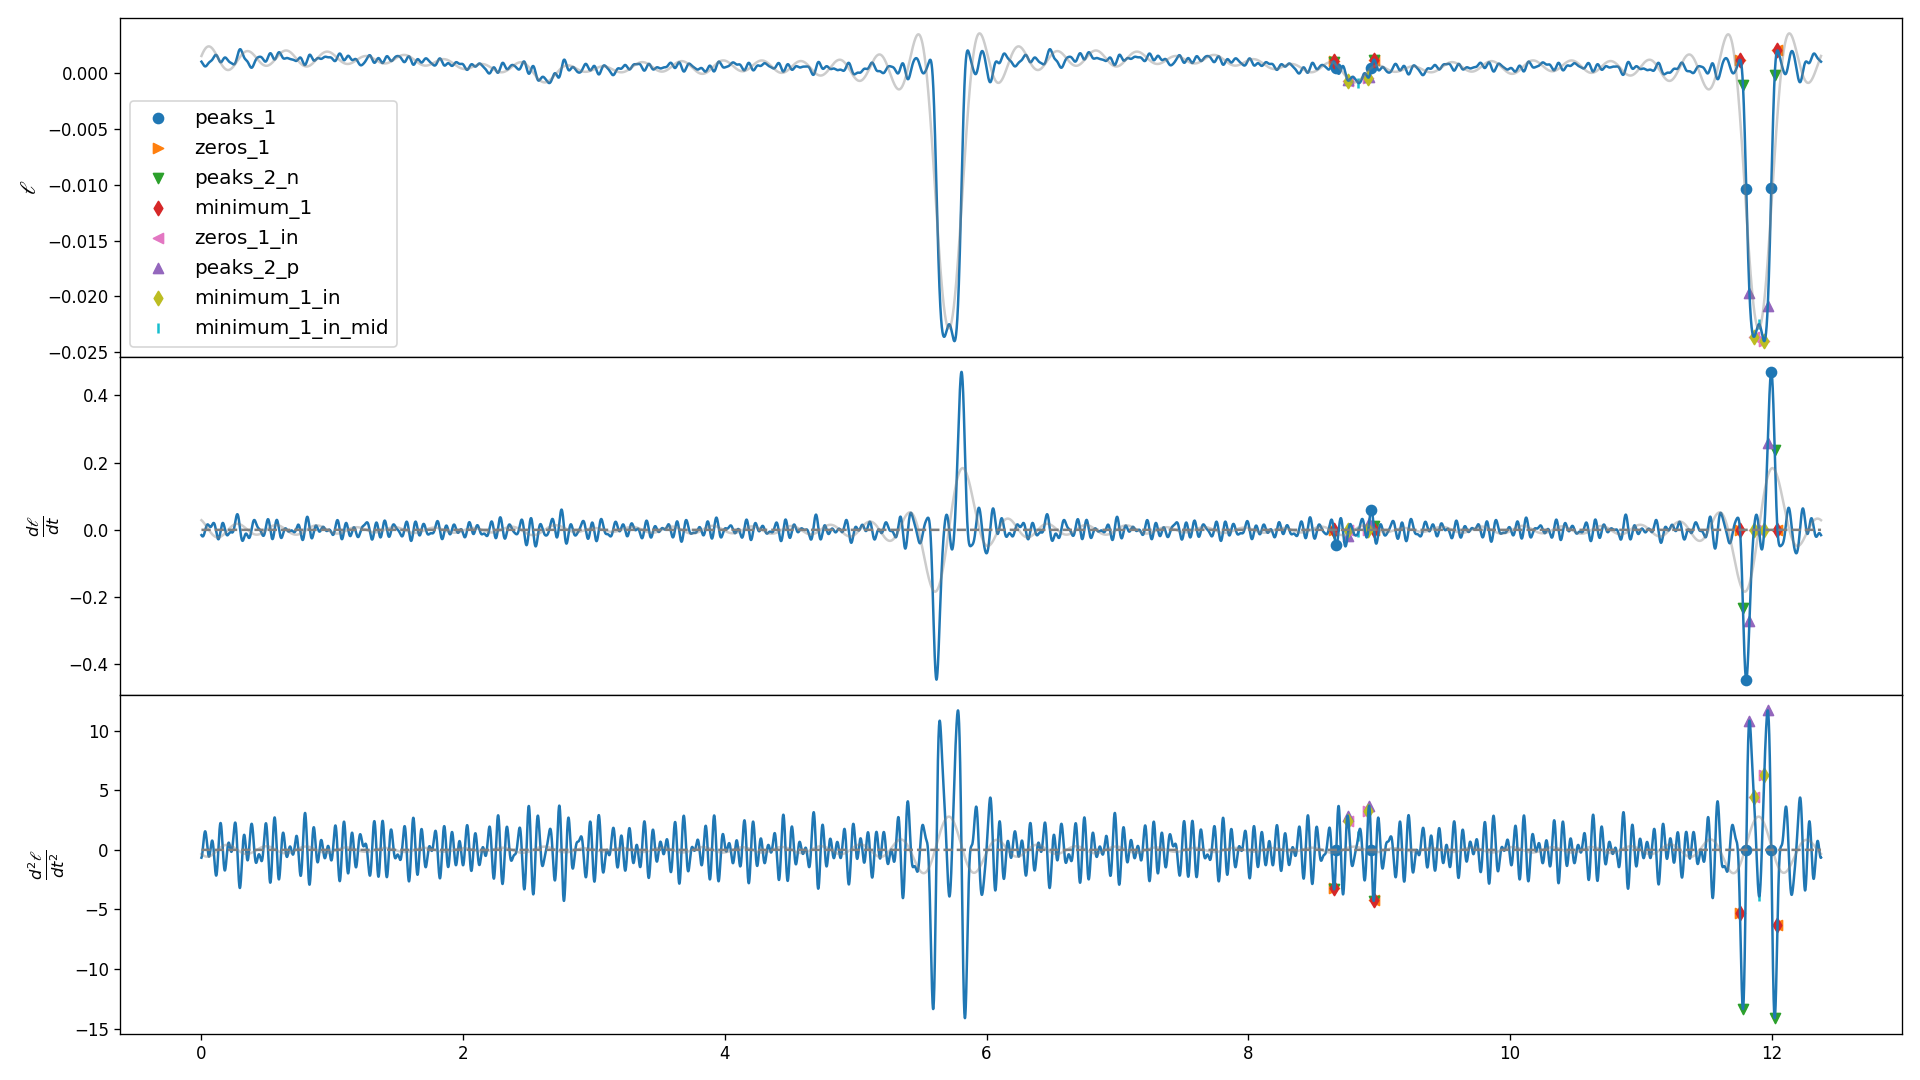 0.000
−0.005
−0.010
−0.015
−0.020
−0.025
ℓ
peaks_1
zeros_1
peaks_2_n
minimum_1
zeros_1_in
peaks_2_p
minimum_1_in
minimum_1_in_mid
0.4
0.2
0.0
−0.2
−0.4
dℓ
dt
10
5
0
−5
−10
−15
d²ℓ
dt²
0 2 4 6 8 10 12